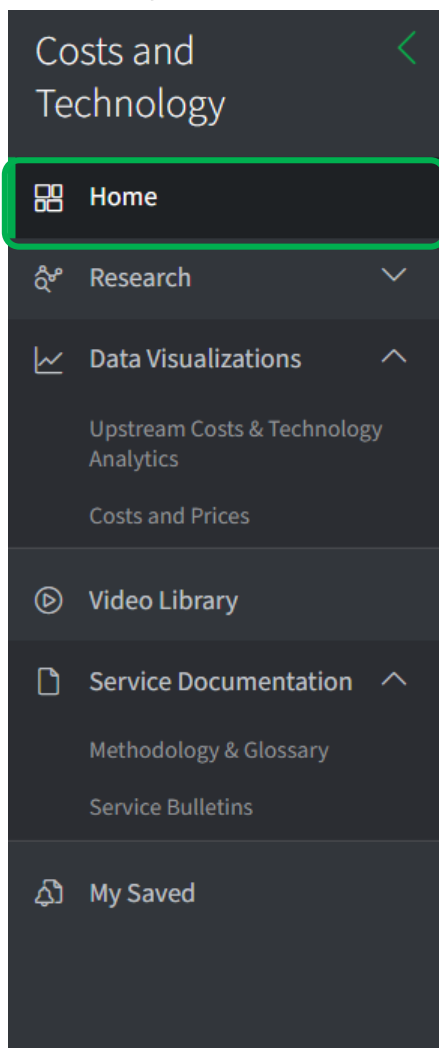 Costs and
Technology
Home
Research
Data Visualizations
Upstream Costs & Technology
Analytics
Costs and Prices
Video Library
Service Documentation
Methodology & Glossary
Service Bulletins
My Saved